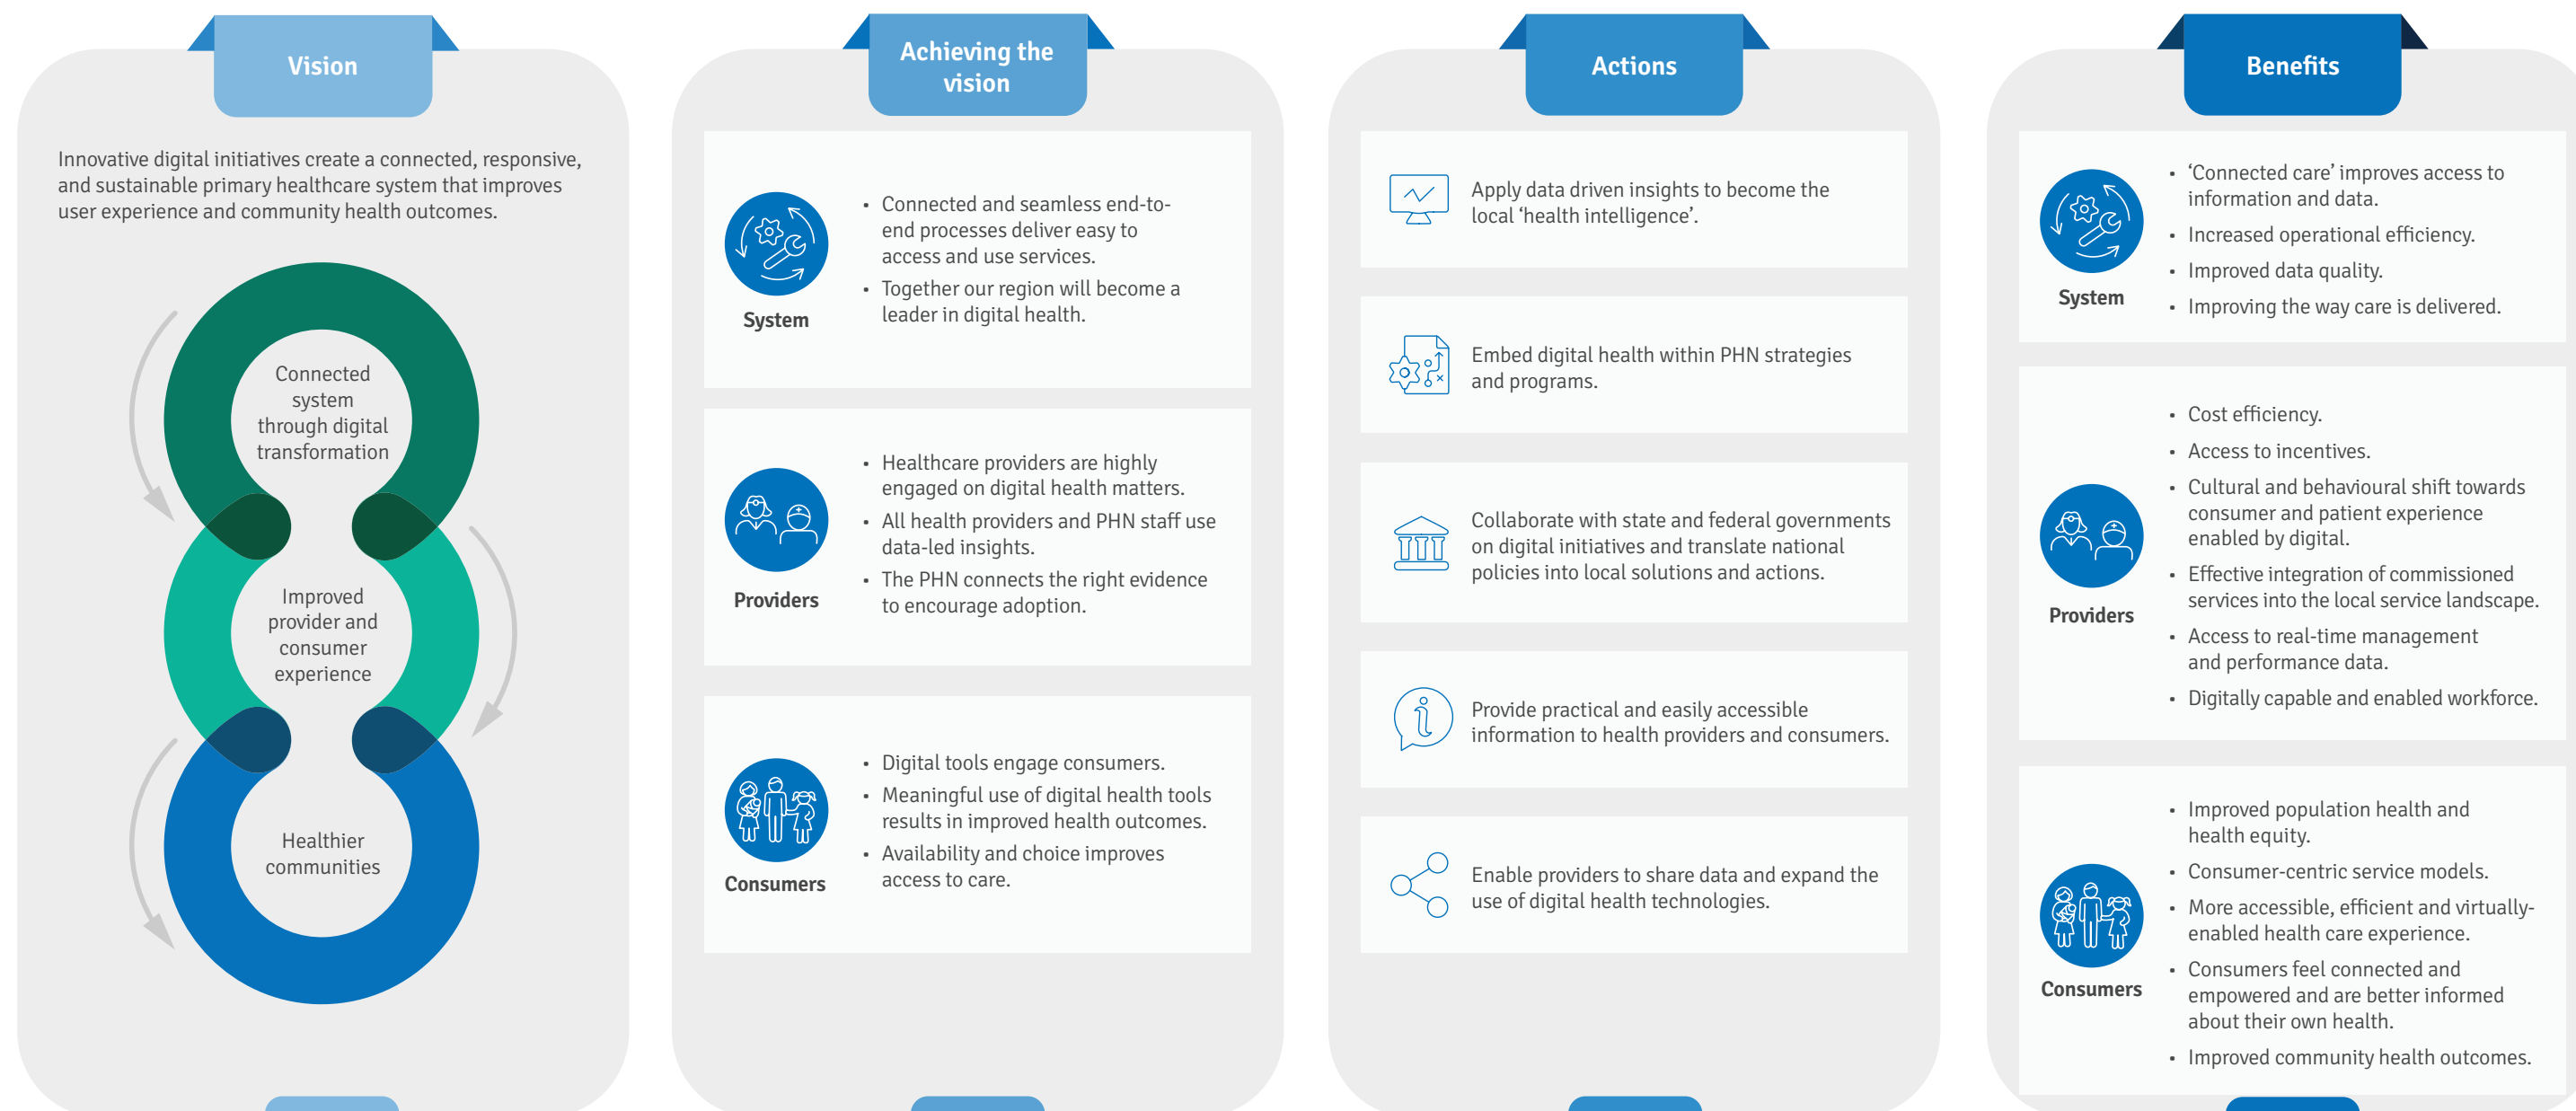 Vision
Innovative digital initiatives create a connected, responsive,
and sustainable primary healthcare system that improves
user experience and community health outcomes.
Connected
system
through digital
transformation
Improved
provider and
consumer
experience
Healthier
communities
Achieving the
vision
System
• Connected and seamless end-to-
end processes deliver easy to
access and use services.
• Together our region will become a
leader in digital health.
Providers
• Healthcare providers are highly
engaged on digital health matters.
• All health providers and PHN staff use
data-led insights.
• The PHN connects the right evidence
to encourage adoption.
Consumers
• Digital tools engage consumers.
• Meaningful use of digital health tools
results in improved health outcomes.
• Availability and choice improves
access to care.
Actions
Apply data driven insights to become the
local ‘health intelligence’.
Embed digital health within PHN strategies
and programs.
Collaborate with state and federal governments
on digital initiatives and translate national
policies into local solutions and actions.
Provide practical and easily accessible
information to health providers and consumers.
Enable providers to share data and expand the
use of digital health technologies.
Benefits
System
• ‘Connected care’ improves access to
information and data.
• Increased operational efficiency.
• Improved data quality.
• Improving the way care is delivered.
Providers
• Cost efficiency.
• Access to incentives.
• Cultural and behavioural shift towards
consumer and patient experience
enabled by digital.
• Effective integration of commissioned
services into the local service landscape.
• Access to real-time management
and performance data.
• Digitally capable and enabled workforce.
Consumers
• Improved population health and
health equity.
• Consumer-centric service models.
• More accessible, efficient and virtually-
enabled health care experience.
• Consumers feel connected and
empowered and are better informed
about their own health.
• Improved community health outcomes.